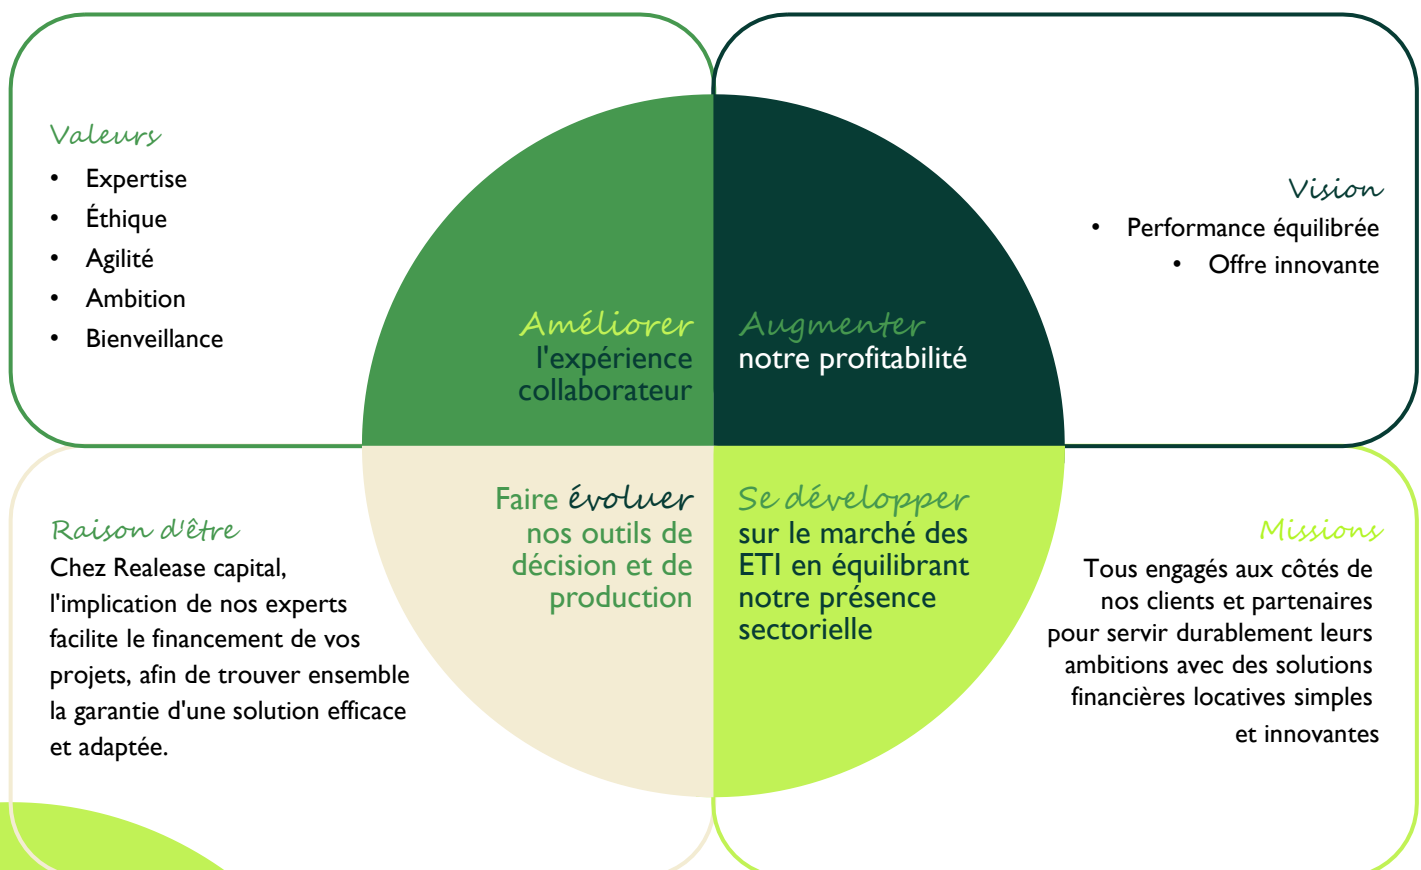 Valeurs
• Expertise
• Éthique
• Agilité
• Ambition
• Bienveillance
Vision
• Performance équilibrée
• Offre innovante
Améliorer
l'expérience
collaborateur
Augmenter
notre profitabilité
Faire évoluer
nos outils de
décision et de
production
Se développer
sur le marché des
ETI en équilibrant
notre présence
sectorielle
Raison d'être
Chez Realease capital,
l'implication de nos experts
facilite le financement de vos
projets, afin de trouver ensemble
la garantie d'une solution efficace
et adaptée.
Missions
Tous engagés aux côtés de
nos clients et partenaires
pour servir durablement leurs
ambitions avec des solutions
financières locatives simples
et innovantes